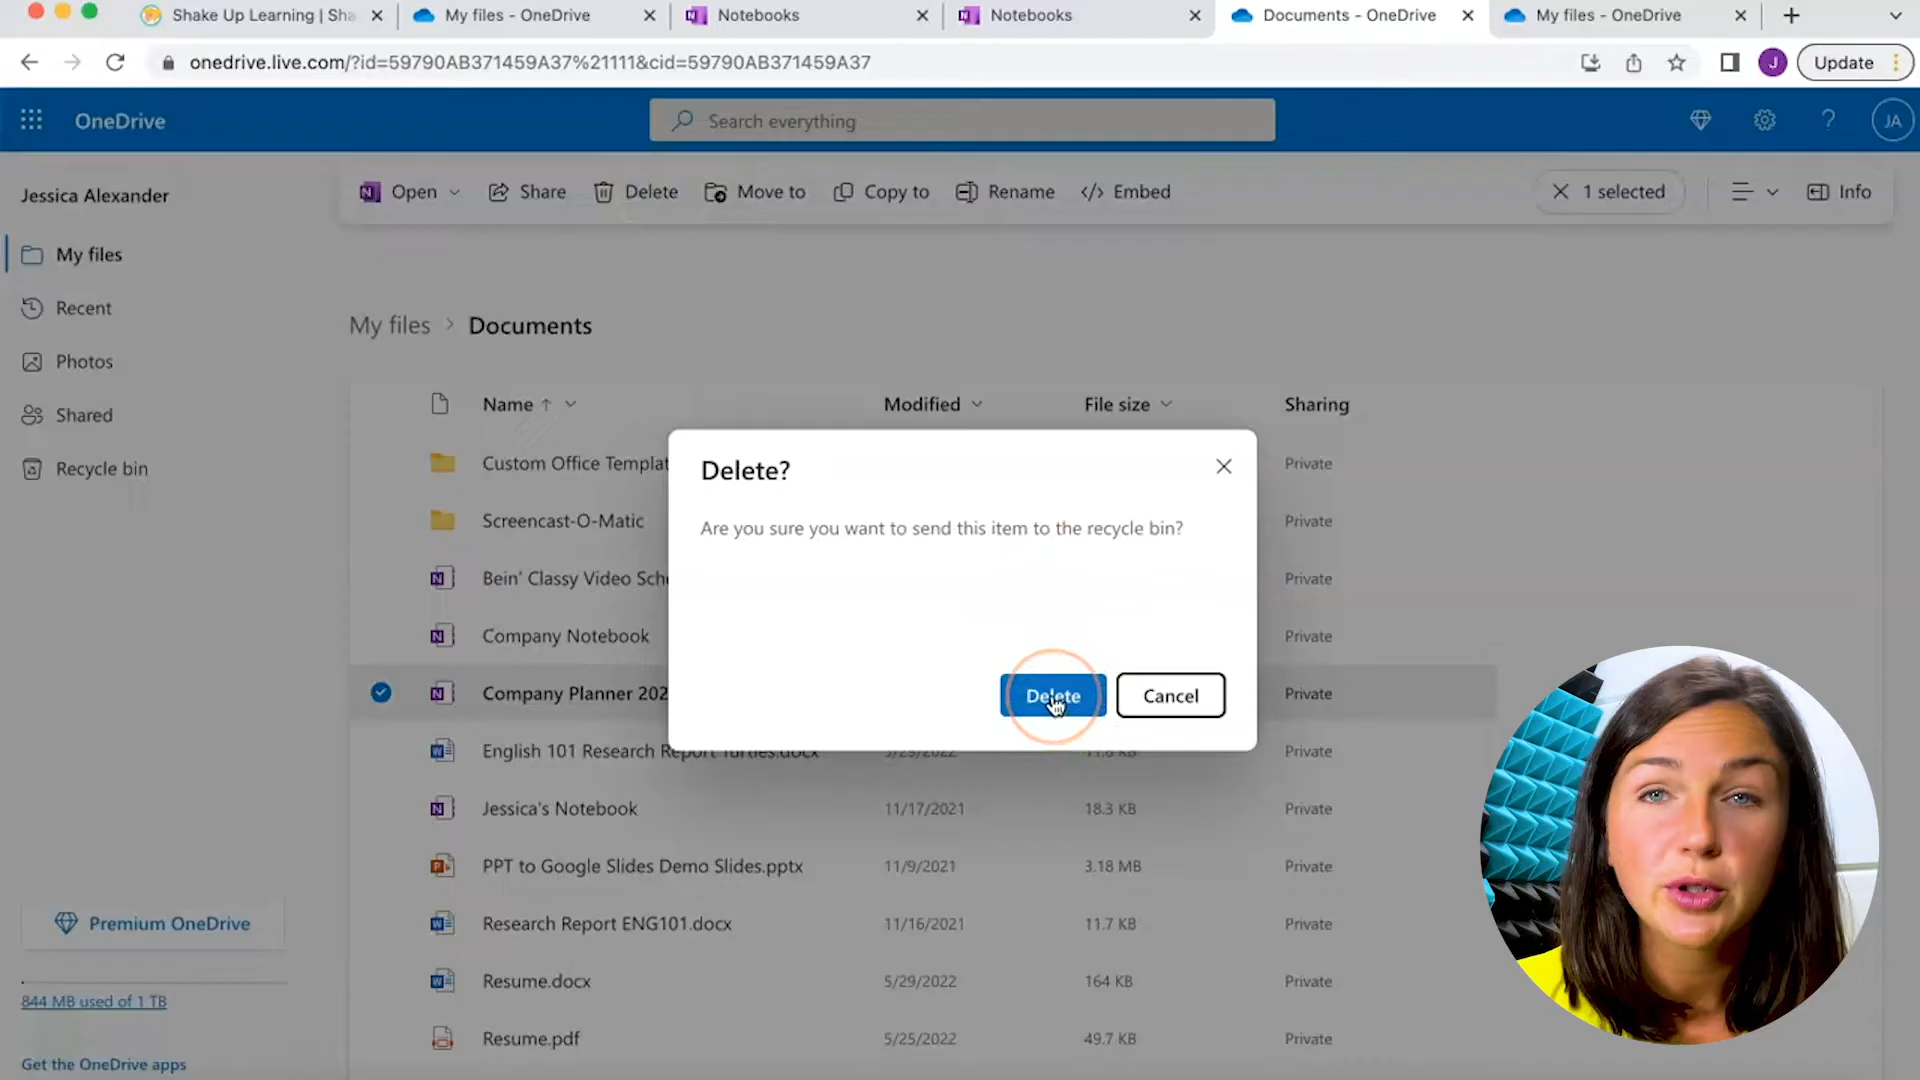 Shake Up Learning | Sha
My files - OneDrive
Notebooks
Notebooks
Documents - OneDrive
My files - OneDrive
onedrive.live.com/?id=59790AB371459A37%21111&cid=59790AB371459A37
J
Update
OneDrive
Search everything
?
JA
Jessica Alexander
Open
Share
Delete
Move to
Copy to
Rename
Embed
1 selected
Info
My files
Recent
Photos
Shared
Recycle bin
My files > Documents
Name
Modified
File size
Sharing
Custom Office Templat
Private
Screencast-O-Matic
Private
Bein' Classy Video Sche
Private
Company Notebook
Private
Company Planner 202
Private
English 101 Research Report Turtles.docx
5/29/2022
11.6 KB
Private
Jessica's Notebook
11/17/2021
18.3 KB
Private
PPT to Google Slides Demo Slides.pptx
11/9/2021
3.18 MB
Private
Research Report ENG101.docx
11/16/2021
11.7 KB
Private
Resume.docx
5/29/2022
164 KB
Private
Resume.pdf
5/25/2022
49.7 KB
Private
Delete?
Are you sure you want to send this item to the recycle bin?
Delete
Cancel
Premium OneDrive
844 MB used of 1 TB
Get the OneDrive apps